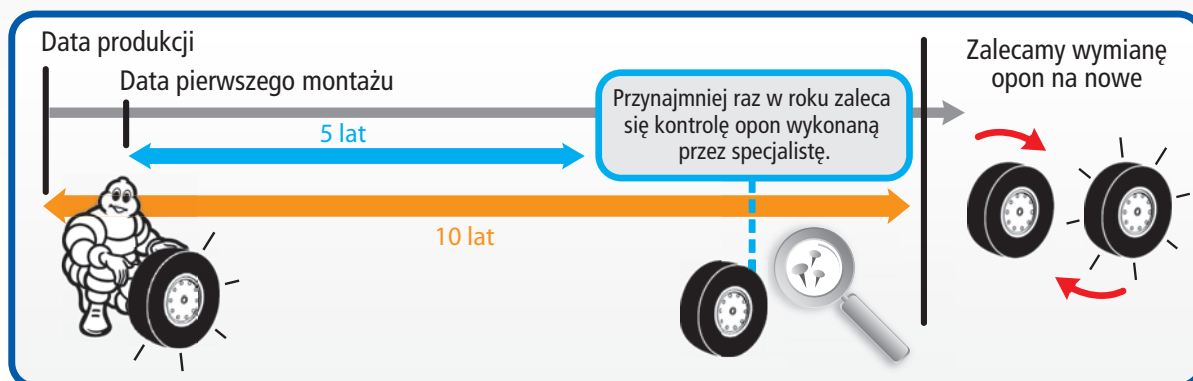 Data produkcji
Data pierwszego montażu
5 lat
10 lat
Przynajmniej raz w roku zaleca
się kontrolę opon wykonaną
przez specjalistę.
Zalecamy wymianę
opon na nowe